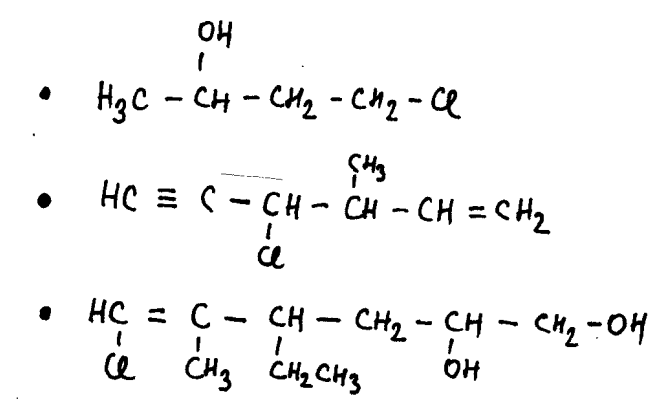 OH
• H₃C – CH – CH₂ – CH₂ – Cl
CH₃
• HC ≡ C – CH – CH – CH = CH₂
Cl
• HC = C – CH – CH₂ – CH – CH₂ – OH
Cl CH₃ CH₂CH₃ OH